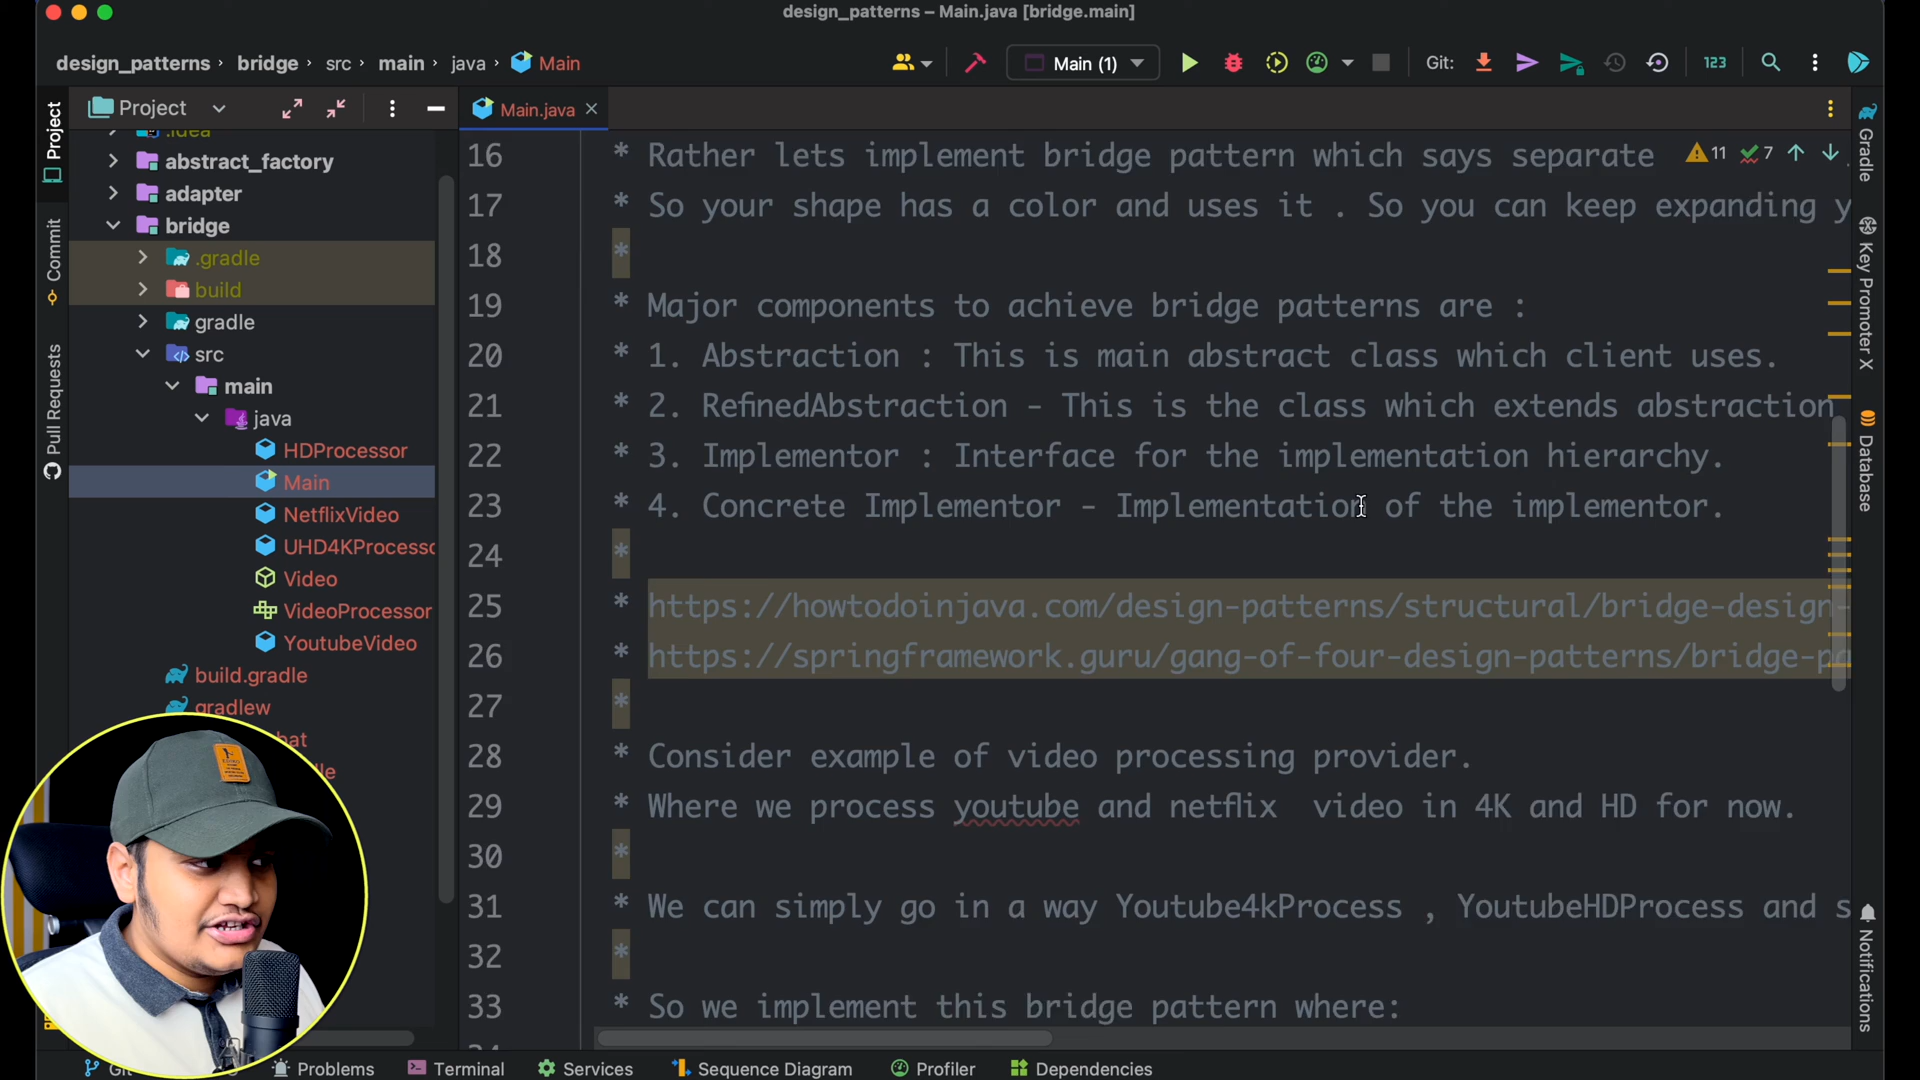 design_patterns – Main.java [bridge.main]
design_patterns › bridge › src › main › java › Main
Main (1)
Git:
123
Project
Main.java
.idea
abstract_factory
adapter
bridge
.gradle
build
gradle
src
main
java
HDProcessor
Main
NetflixVideo
UHD4KProcesso
Video
VideoProcessor
YoutubeVideo
build.gradle
gradlew
Project
Commit
Pull Requests
11 7
16 * Rather lets implement bridge pattern which says separate
17 * So your shape has a color and uses it . So you can keep expanding y
18 *
19 * Major components to achieve bridge patterns are :
20 * 1. Abstraction : This is main abstract class which client uses.
21 * 2. RefinedAbstraction - This is the class which extends abstraction
22 * 3. Implementor : Interface for the implementation hierarchy.
23 * 4. Concrete Implementor - Implementation of the implementor.
24 *
25 * https://howtodoinjava.com/design-patterns/structural/bridge-design-
26 * https://springframework.guru/gang-of-four-design-patterns/bridge-pa
27 *
28 * Consider example of video processing provider.
29 * Where we process youtube and netflix  video in 4K and HD for now.
30 *
31 * We can simply go in a way Youtube4kProcess , YoutubeHDProcess and s
32 *
33 * So we implement this bridge pattern where:
Gradle
Key Promoter X
Database
Notifications
Git
Problems
Terminal
Services
Sequence Diagram
Profiler
Dependencies